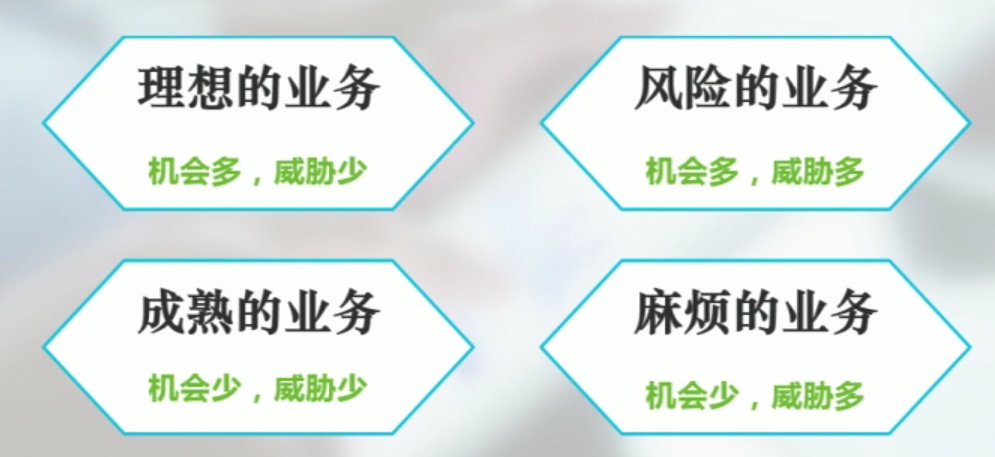 理想的业务
机会多，威胁少
风险的业务
机会多，威胁多
成熟的业务
机会少，威胁少
麻烦的业务
机会少，威胁多